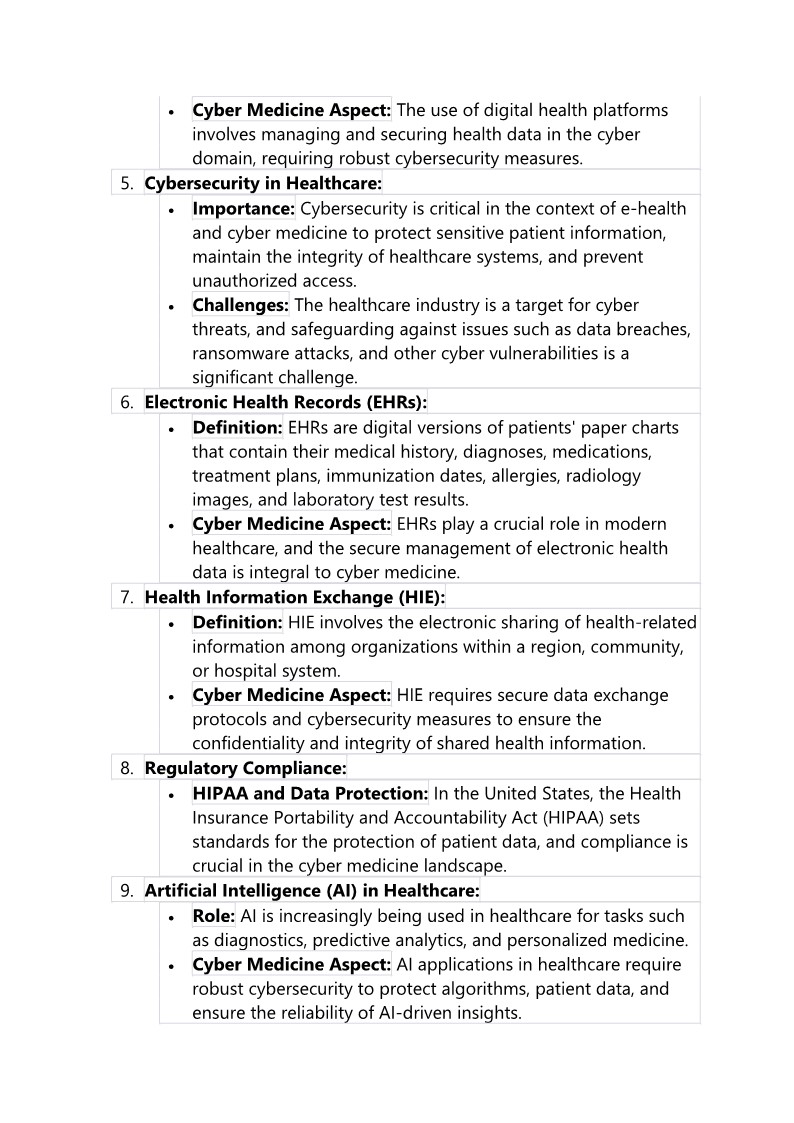 • Cyber Medicine Aspect: The use of digital health platforms
involves managing and securing health data in the cyber
domain, requiring robust cybersecurity measures.
5. Cybersecurity in Healthcare:
• Importance: Cybersecurity is critical in the context of e-health
and cyber medicine to protect sensitive patient information,
maintain the integrity of healthcare systems, and prevent
unauthorized access.
• Challenges: The healthcare industry is a target for cyber
threats, and safeguarding against issues such as data breaches,
ransomware attacks, and other cyber vulnerabilities is a
significant challenge.
6. Electronic Health Records (EHRs):
• Definition: EHRs are digital versions of patients' paper charts
that contain their medical history, diagnoses, medications,
treatment plans, immunization dates, allergies, radiology
images, and laboratory test results.
• Cyber Medicine Aspect: EHRs play a crucial role in modern
healthcare, and the secure management of electronic health
data is integral to cyber medicine.
7. Health Information Exchange (HIE):
• Definition: HIE involves the electronic sharing of health-related
information among organizations within a region, community,
or hospital system.
• Cyber Medicine Aspect: HIE requires secure data exchange
protocols and cybersecurity measures to ensure the
confidentiality and integrity of shared health information.
8. Regulatory Compliance:
• HIPAA and Data Protection: In the United States, the Health
Insurance Portability and Accountability Act (HIPAA) sets
standards for the protection of patient data, and compliance is
crucial in the cyber medicine landscape.
9. Artificial Intelligence (AI) in Healthcare:
• Role: AI is increasingly being used in healthcare for tasks such
as diagnostics, predictive analytics, and personalized medicine.
• Cyber Medicine Aspect: AI applications in healthcare require
robust cybersecurity to protect algorithms, patient data, and
ensure the reliability of AI-driven insights.